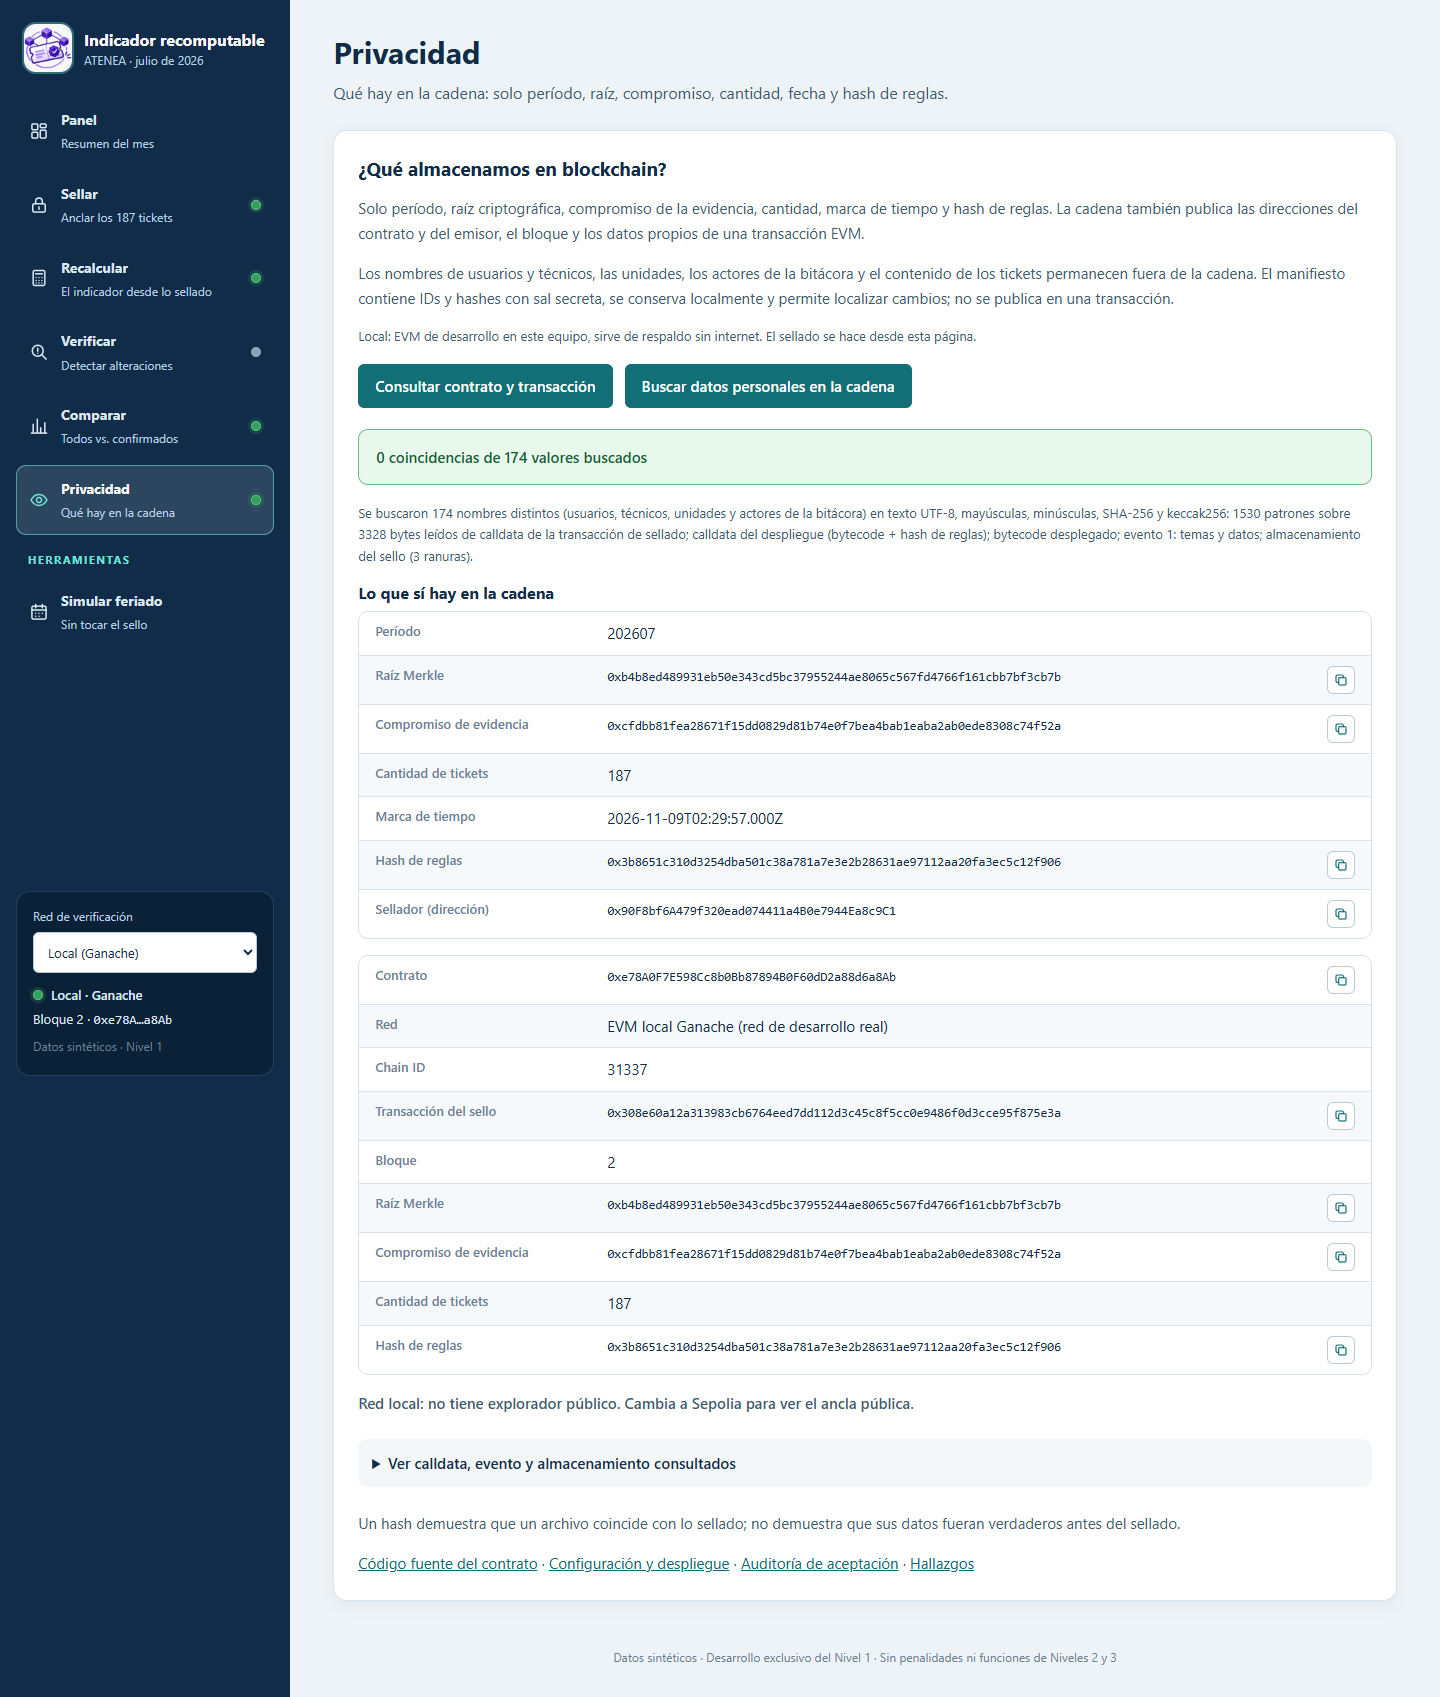 Indicador recomputable
ATENEA · julio de 2026
Panel
Resumen del mes
Sellar
Anclar los 187 tickets
Recalcular
El indicador desde lo sellado
Verificar
Detectar alteraciones
Comparar
Todos vs. confirmados
Privacidad
Qué hay en la cadena
HERRAMIENTAS
Simular feriado
Sin tocar el sello
Red de verificación
Local (Ganache)
Local · Ganache
Bloque 2 · 0xe78A…a8Ab
Datos sintéticos · Nivel 1
Privacidad
Qué hay en la cadena: solo período, raíz, compromiso, cantidad, fecha y hash de reglas.
¿Qué almacenamos en blockchain?
Solo período, raíz criptográfica, compromiso de la evidencia, cantidad, marca de tiempo y hash de reglas. La cadena también publica las direcciones del
contrato y del emisor, el bloque y los datos propios de una transacción EVM.
Los nombres de usuarios y técnicos, las unidades, los actores de la bitácora y el contenido de los tickets permanecen fuera de la cadena. El manifiesto
contiene IDs y hashes con sal secreta, se conserva localmente y permite localizar cambios; no se publica en una transacción.
Local: EVM de desarrollo en este equipo, sirve de respaldo sin internet. El sellado se hace desde esta página.
Consultar contrato y transacción
Buscar datos personales en la cadena
0 coincidencias de 174 valores buscados
Se buscaron 174 nombres distintos (usuarios, técnicos, unidades y actores de la bitácora) en texto UTF-8, mayúsculas, minúsculas, SHA-256 y keccak256: 1530 patrones sobre
3328 bytes leídos de calldata de la transacción de sellado; calldata del despliegue (bytecode + hash de reglas); bytecode desplegado; evento 1: temas y datos; almacenamiento
del sello (3 ranuras).
Lo que sí hay en la cadena
Período 202607
Raíz Merkle 0xb4b8ed489931eb50e343cd5bc37955244ae8065c567fd4766f161cbb7bf3cb7b
Compromiso de evidencia 0xcfdbb81fea28671f15dd0829d81b74e0f7bea4bab1eaba2ab0ede8308c74f52a
Cantidad de tickets 187
Marca de tiempo 2026-11-09T02:29:57.000Z
Hash de reglas 0x3b8651c310d3254dba501c38a781a7e3e2b28631ae97112aa20fa3ec5c12f906
Sellador (dirección) 0x90F8bf6A479f320ead074411a4B0e7944Ea8c9C1
Contrato 0xe78A0F7E598Cc8b0Bb87894B0F60dD2a88d6a8Ab
Red EVM local Ganache (red de desarrollo real)
Chain ID 31337
Transacción del sello 0x308e60a12a313983cb6764eed7dd112d3c45c8f5cc0e9486f0d3cce95f875e3a
Bloque 2
Raíz Merkle 0xb4b8ed489931eb50e343cd5bc37955244ae8065c567fd4766f161cbb7bf3cb7b
Compromiso de evidencia 0xcfdbb81fea28671f15dd0829d81b74e0f7bea4bab1eaba2ab0ede8308c74f52a
Cantidad de tickets 187
Hash de reglas 0x3b8651c310d3254dba501c38a781a7e3e2b28631ae97112aa20fa3ec5c12f906
Red local: no tiene explorador público. Cambia a Sepolia para ver el ancla pública.
Ver calldata, evento y almacenamiento consultados
Un hash demuestra que un archivo coincide con lo sellado; no demuestra que sus datos fueran verdaderos antes del sellado.
Código fuente del contrato · Configuración y despliegue · Auditoría de aceptación · Hallazgos
Datos sintéticos · Desarrollo exclusivo del Nivel 1 · Sin penalidades ni funciones de Niveles 2 y 3